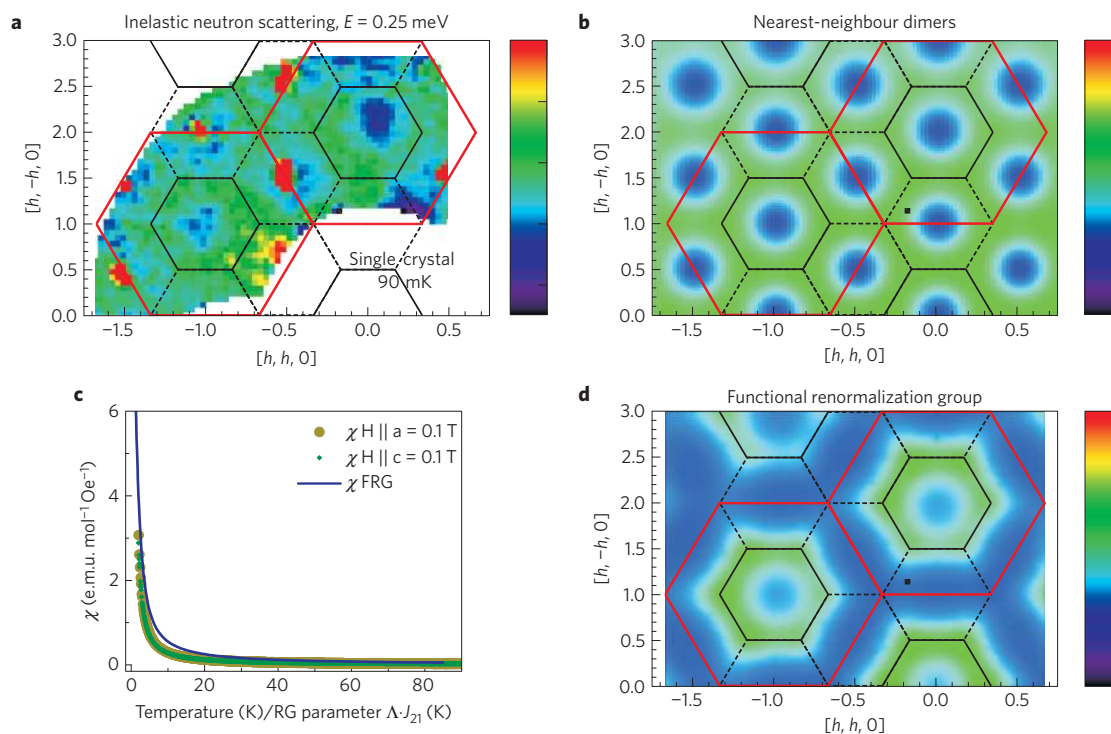 a
Inelastic neutron scattering, E = 0.25 meV
3.0
2.5
2.0
1.5
1.0
0.5
0.0
[h, −h, 0]
Single crystal
90 mK
−1.5 −1.0 −0.5 0.0 0.5
[h, h, 0]
b
Nearest-neighbour dimers
3.0
2.5
2.0
1.5
1.0
0.5
0.0
[h, −h, 0]
−1.5 −1.0 −0.5 0.0 0.5
[h, h, 0]
c
6
4
2
0
χ (e.m.u. mol⁻¹ Oe⁻¹)
χ H || a = 0.1 T
χ H || c = 0.1 T
χ FRG
0 20 40 60 80
Temperature (K)/RG parameter Λ·J₂₁ (K)
d
Functional renormalization group
3.0
2.5
2.0
1.5
1.0
0.5
0.0
[h, −h, 0]
−1.5 −1.0 −0.5 0.0 0.5
[h, h, 0]